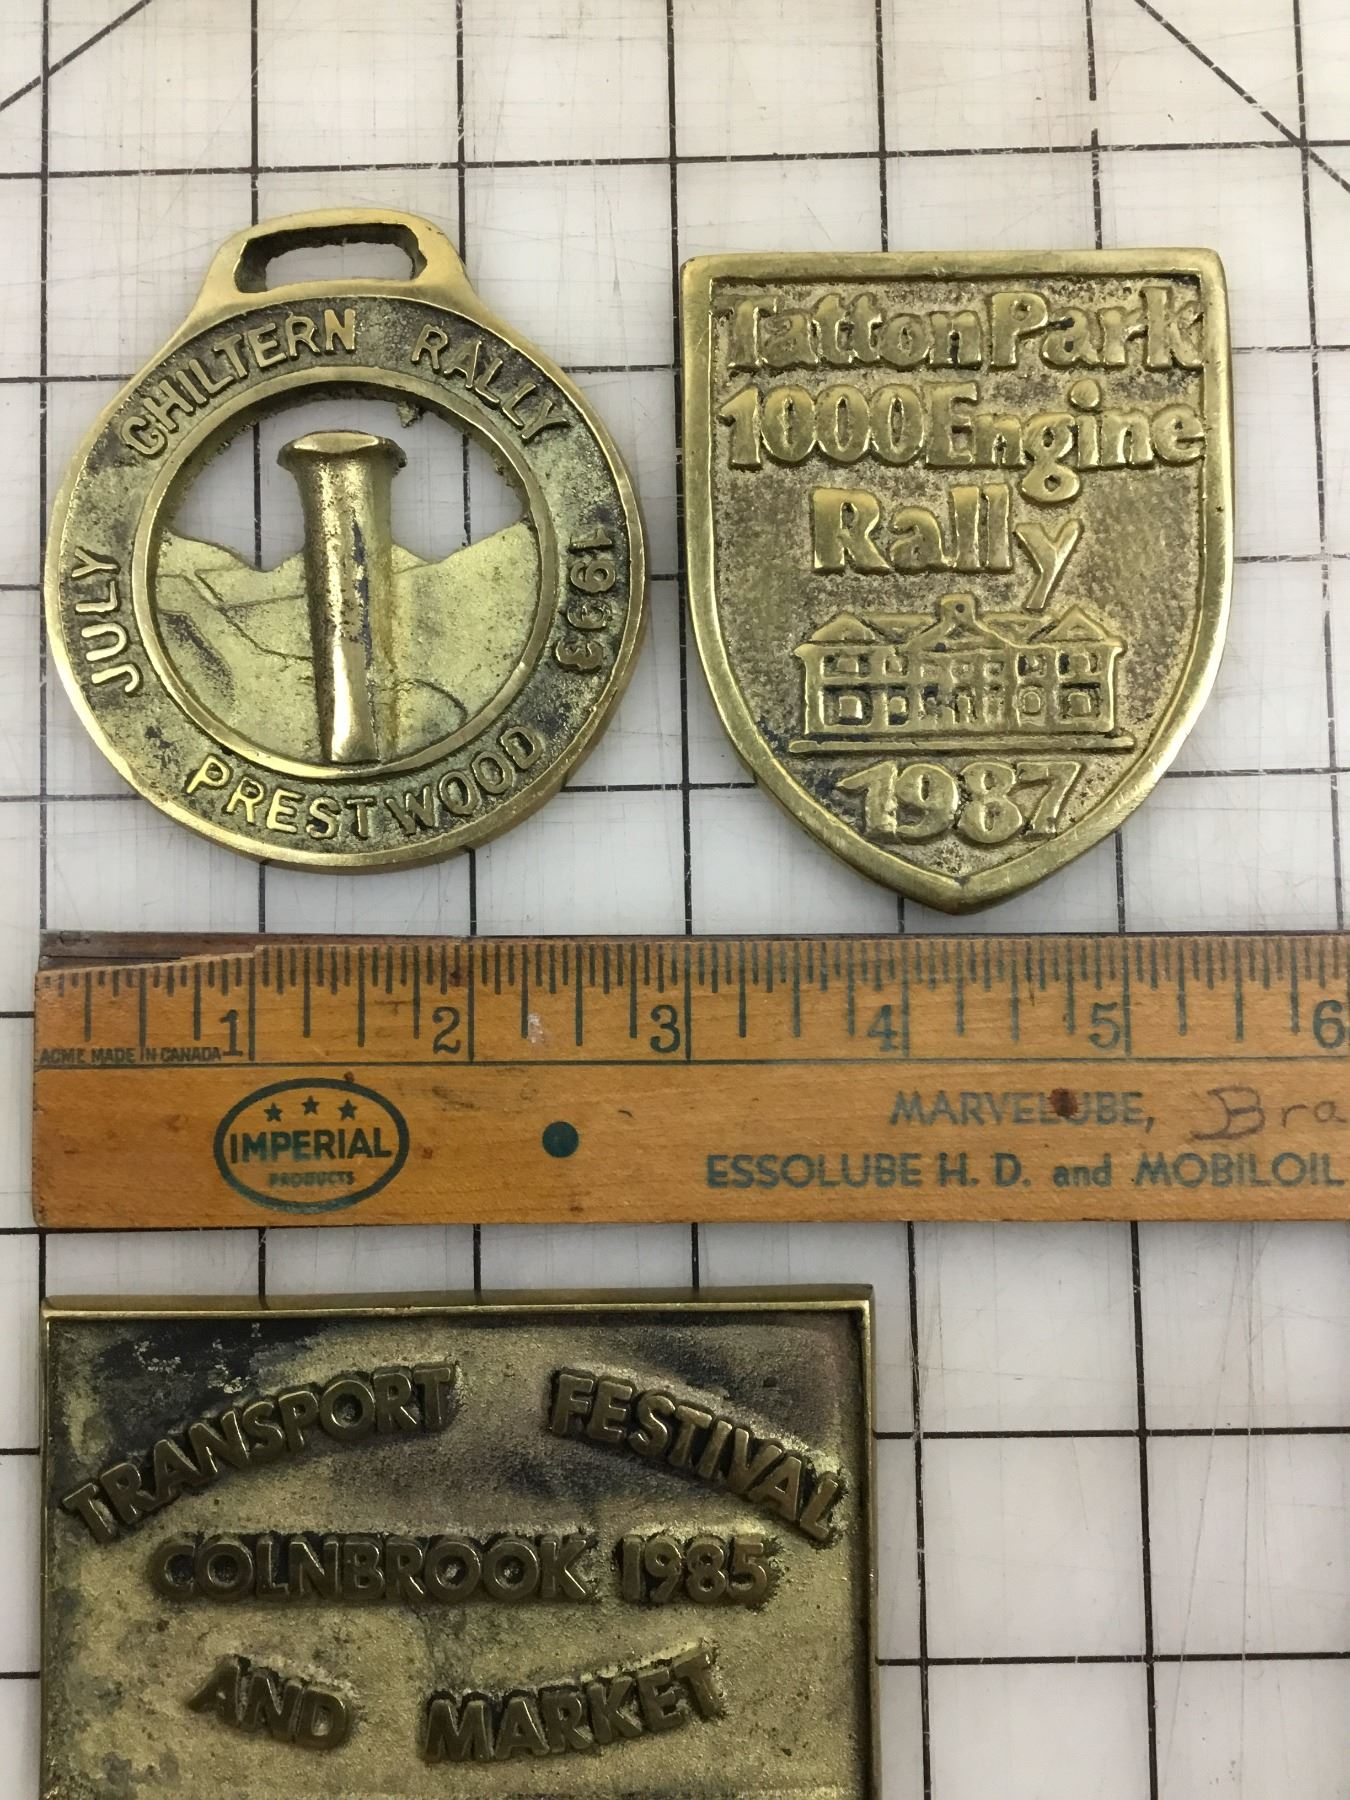 CHILTERN RALLY
JULY
1993
PRESTWOOD
Tatton Park
1000 Engine
Rally
1987
1 2 3 4 5 6
ACME MADE IN CANADA
IMPERIAL
PRODUCTS
MARVELUBE, Bra
ESSOLUBE H. D. and MOBILOIL
TRANSPORT FESTIVAL
COLNBROOK 1985
AND MARKET